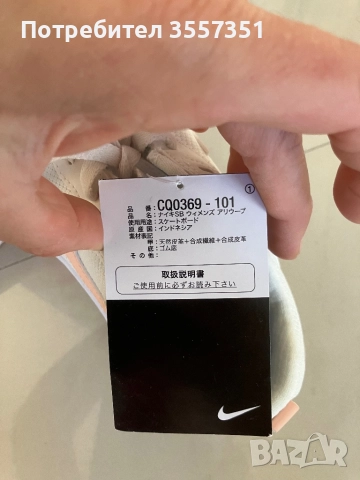 Потребител 3557351
①
品　番: CQ0369 - 101
品　名: ナイキSB ウィメンズ アリウープ
使用用途: スケートボード
原 産 国: インドネシア
素材表記
甲: 天然皮革＋合成繊維＋合成皮革
底: ゴム底
そ の 他:
取扱説明書
ご使用前に必ずお読み下さい
BAZAR